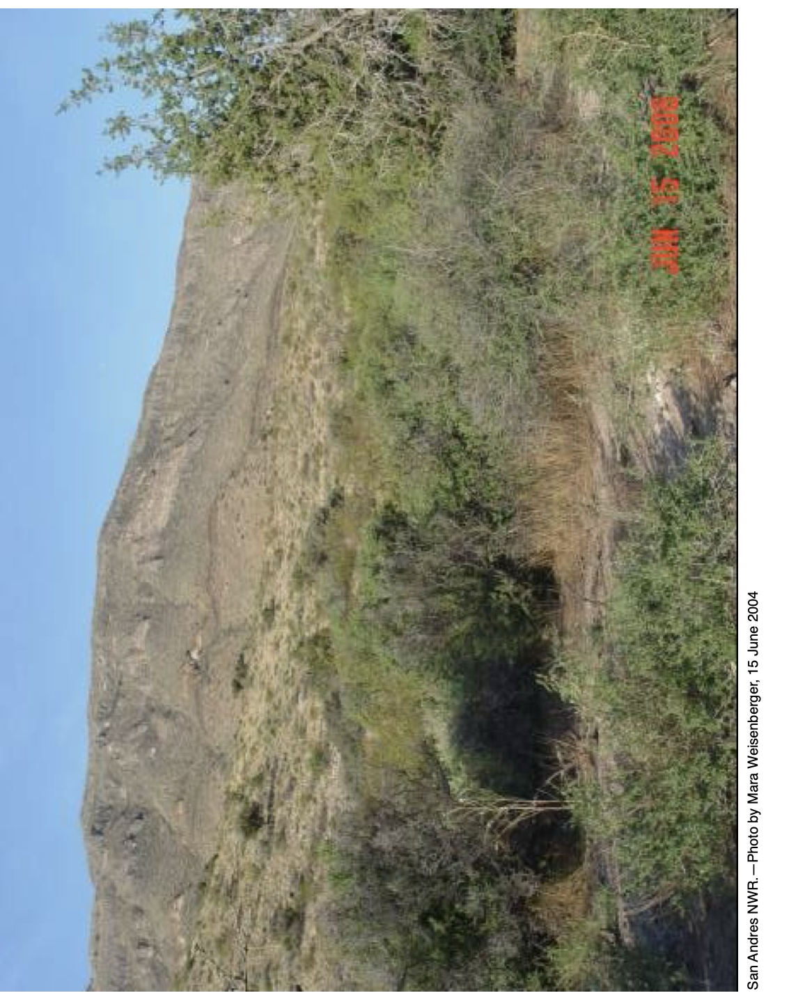 JUN 15
San Andres NWR.—Photo by Mara Weisenberger, 15 June 2004